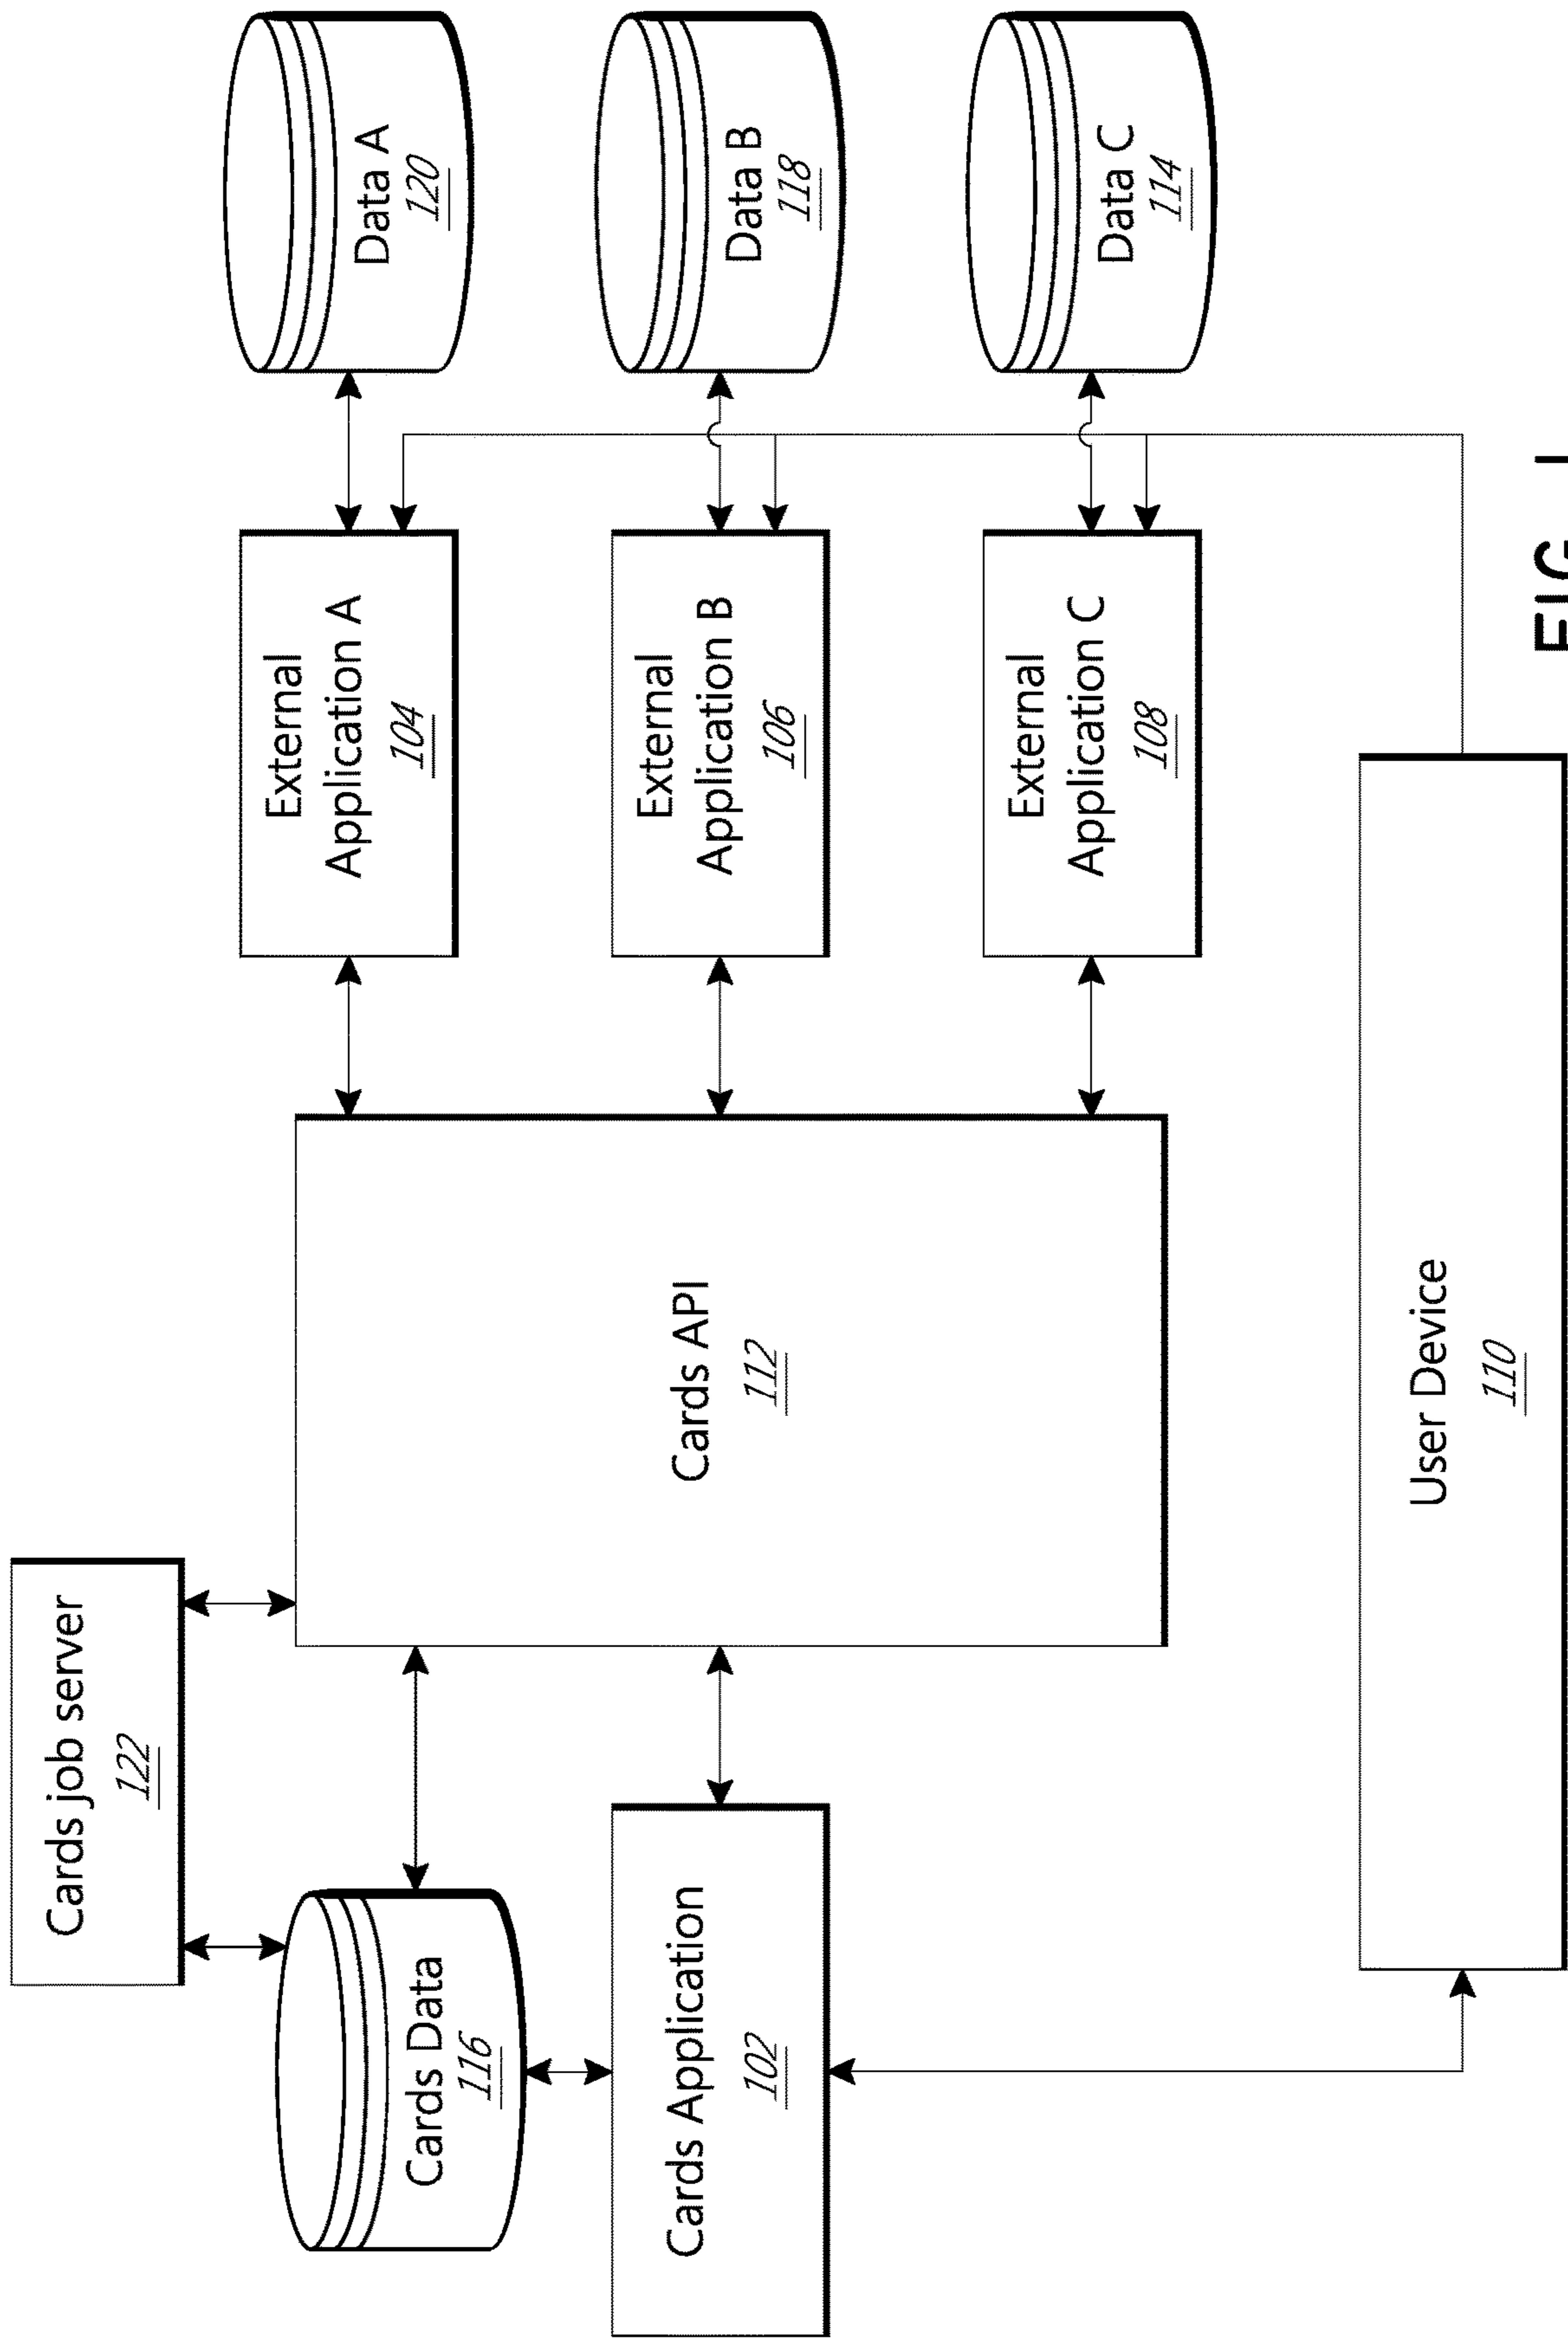 Cards job server
122
Cards Data
116
Cards Application
102
Cards API
112
External
Application A
104
External
Application B
106
External
Application C
108
Data A
120
Data B
118
Data C
114
User Device
110